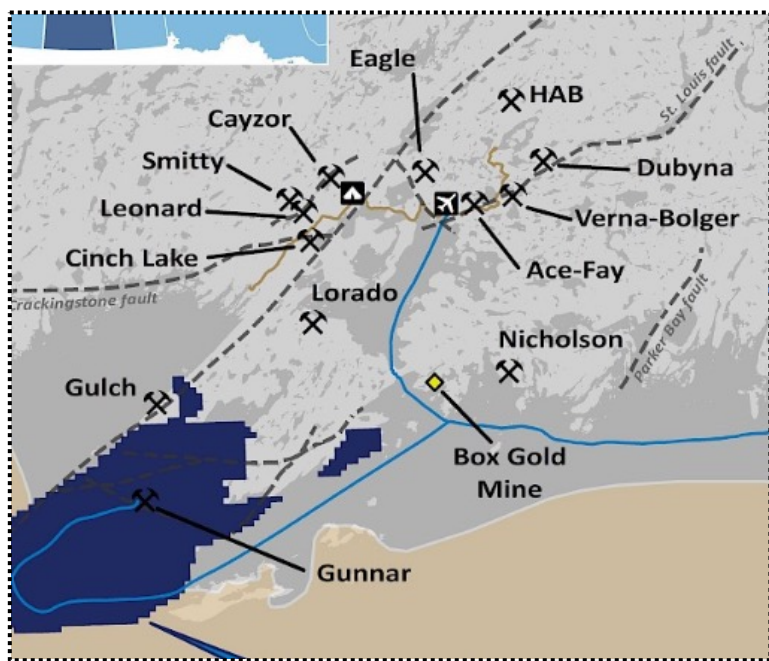 Eagle
HAB
St. Louis fault
Cayzor
Smitty
Dubyna
Leonard
Verna-Bolger
Cinch Lake
Ace-Fay
Crackingstone fault
Lorado
Parker Bay fault
Nicholson
Gulch
Box Gold
Mine
Gunnar